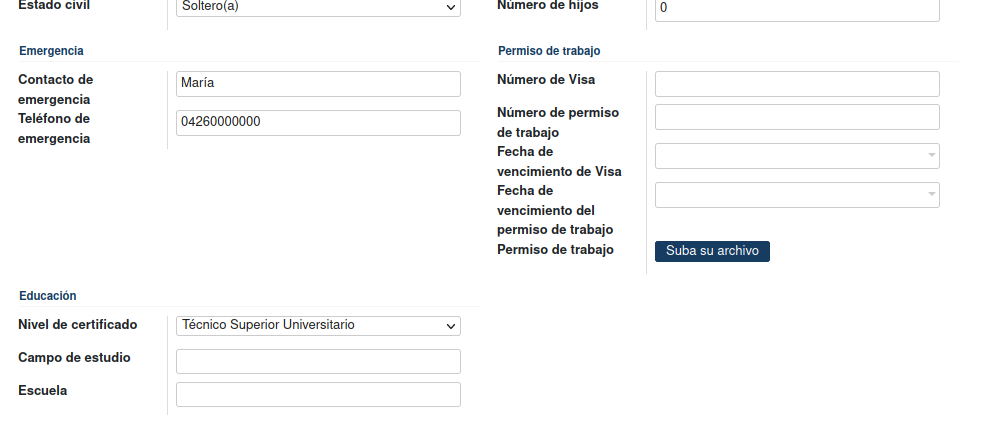 Estado civil
Soltero(a)
Número de hijos
0
Emergencia
Contacto de
emergencia
María
Teléfono de
emergencia
04260000000
Permiso de trabajo
Número de Visa
Número de permiso
de trabajo
Fecha de
vencimiento de Visa
Fecha de
vencimiento del
permiso de trabajo
Permiso de trabajo
Suba su archivo
Educación
Nivel de certificado
Técnico Superior Universitario
Campo de estudio
Escuela